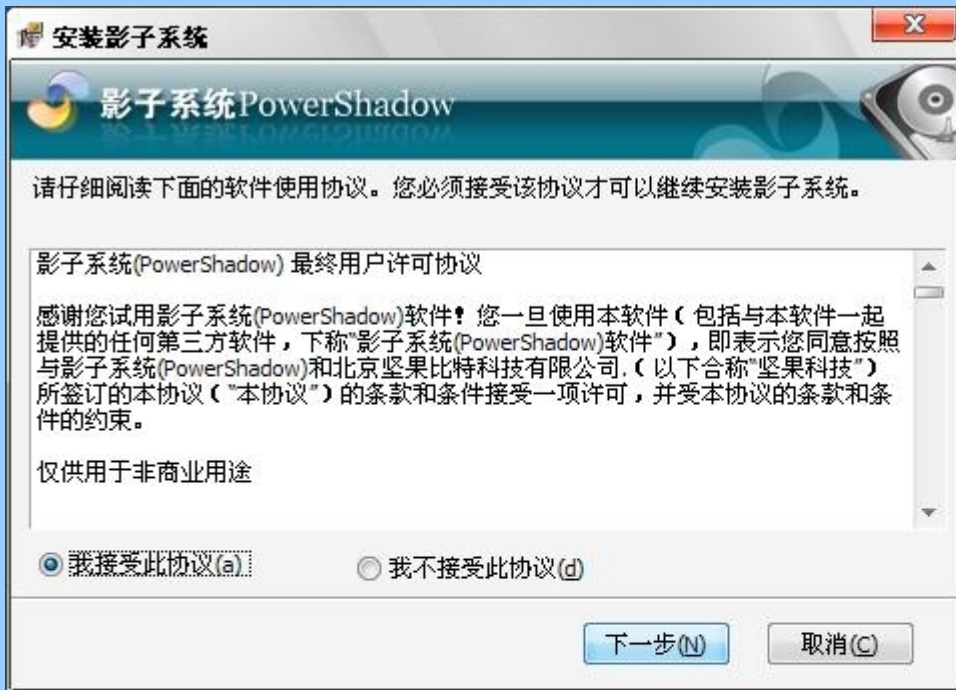 安装影子系统
影子系统PowerShadow
请仔细阅读下面的软件使用协议。您必须接受该协议才可以继续安装影子系统。
影子系统(PowerShadow) 最终用户许可协议
感谢您试用影子系统(PowerShadow)软件！您一旦使用本软件（包括与本软件一起
提供的任何第三方软件，下称“影子系统(PowerShadow)软件”），即表示您同意按照
与影子系统(PowerShadow)和北京坚果比特科技有限公司.（以下合称“坚果科技”）
所签订的本协议（“本协议”）的条款和条件接受一项许可，并受本协议的条款和条
件的约束。
仅供用于非商业用途
我接受此协议(a)
我不接受此协议(d)
下一步(N)
取消(C)